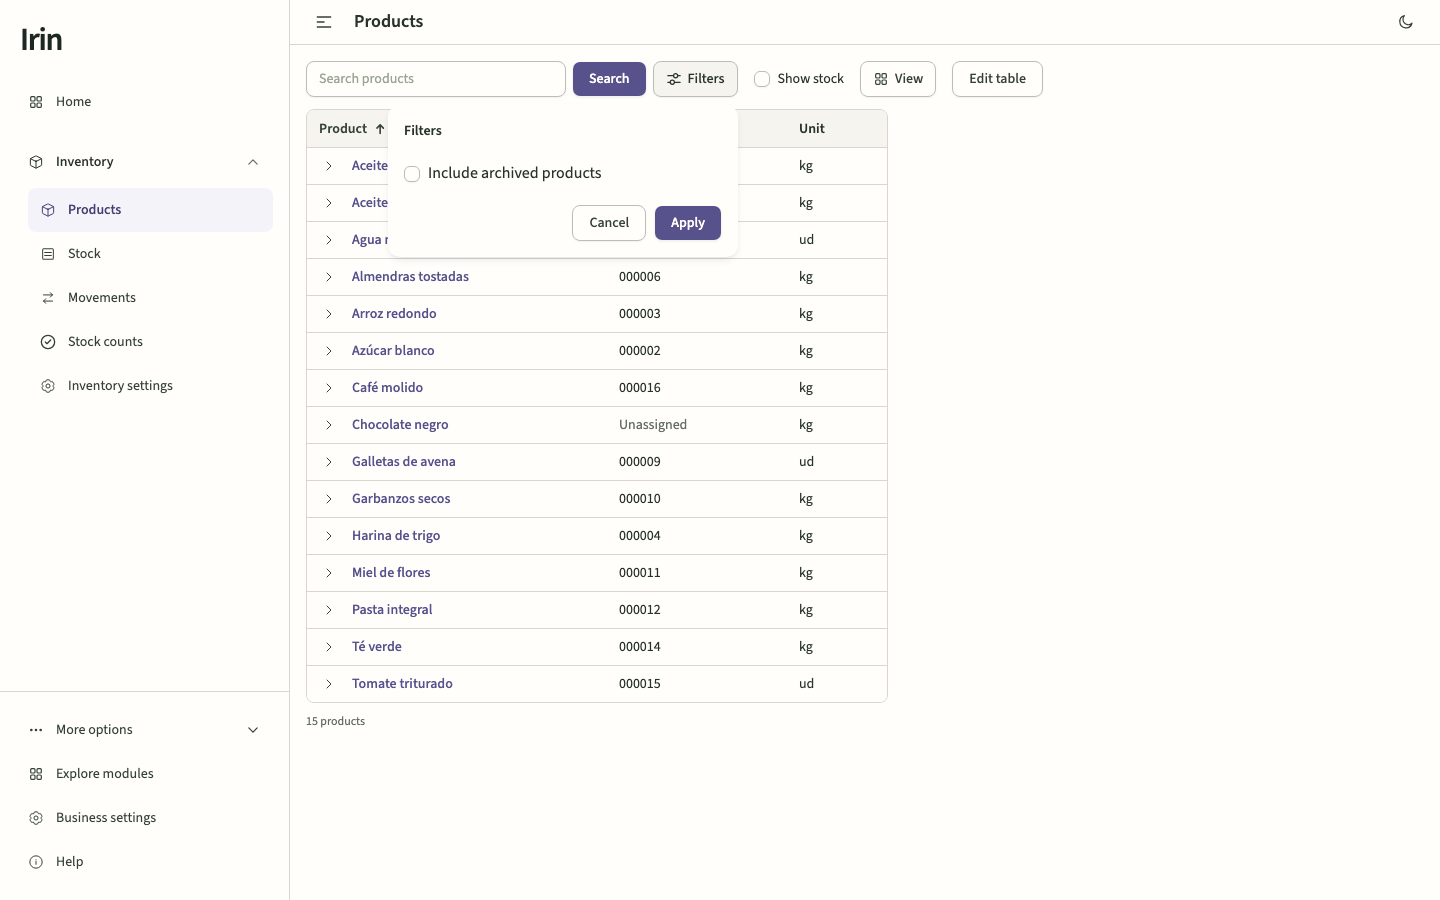 Irin
Products
Home
Inventory
Products
Stock
Movements
Stock counts
Inventory settings
More options
Explore modules
Business settings
Help
Search products
Search
Filters
Show stock
View
Edit table
Product
Unit
Filters
Include archived products
Cancel
Apply
Aceite
kg
Aceite
kg
Agua
ud
Almendras tostadas 000006 kg
Arroz redondo 000003 kg
Azúcar blanco 000002 kg
Café molido 000016 kg
Chocolate negro Unassigned kg
Galletas de avena 000009 ud
Garbanzos secos 000010 kg
Harina de trigo 000004 kg
Miel de flores 000011 kg
Pasta integral 000012 kg
Té verde 000014 kg
Tomate triturado 000015 ud
15 products